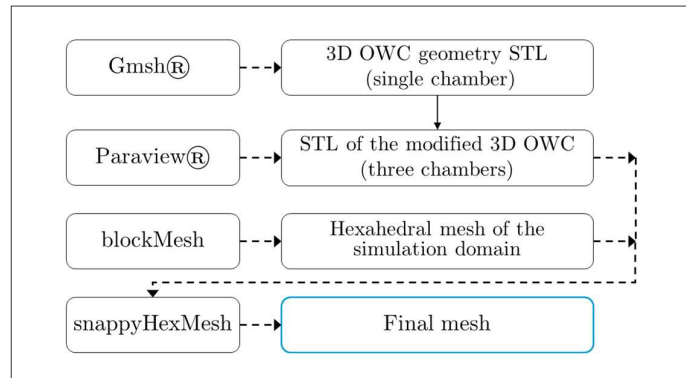 Gmsh®
3D OWC geometry STL
(single chamber)
Paraview®
STL of the modified 3D OWC
(three chambers)
blockMesh
Hexahedral mesh of the
simulation domain
snappyHexMesh
Final mesh